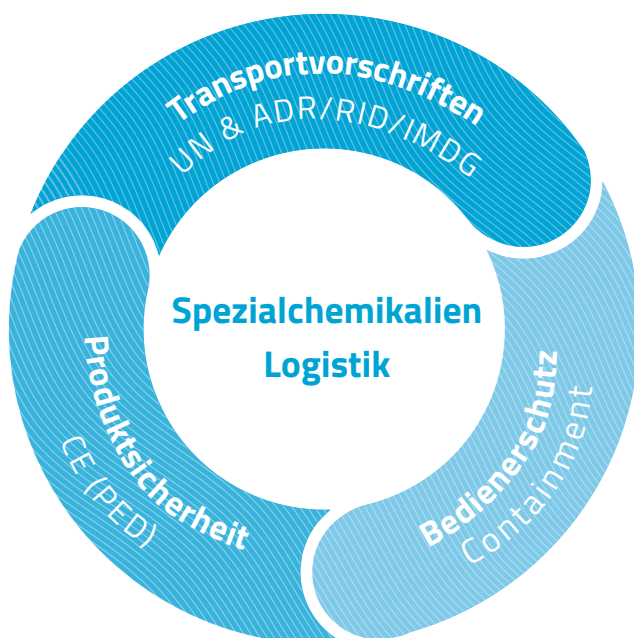 Transportvorschriften
UN & ADR/RID/IMDG
Spezialchemikalien
Logistik
Produktsicherheit
CE (PED)
Bedienerschutz
Containment